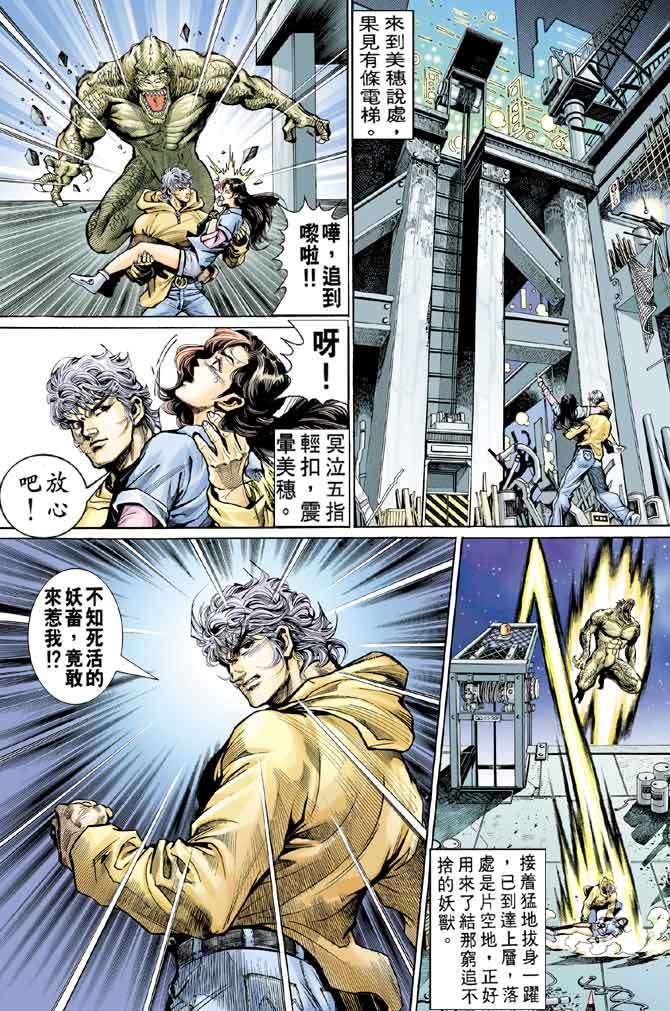 來到美穗說處，
果見有條電梯。
嘩，追到
嚟啦!!
呀！
冥泣五指
輕扣，震
暈美穗。
放心
吧！
接着猛地拔身一躍
，已到達上層，落
處是片空地，正好
用來了結那窮追不
捨的妖獸。
不知死活的
妖畜，竟敢
來惹我!?